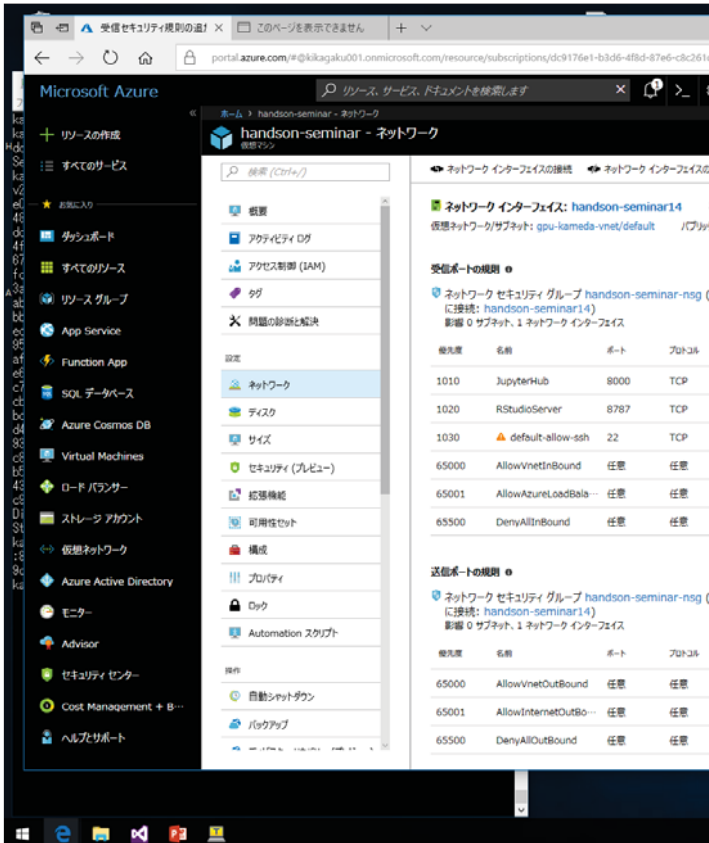 受信セキュリティ規則の追加
このページを表示できません
portal.azure.com/#@kikagaku001.onmicrosoft.com/resource/subscriptions/dc9176e1-b3d6-4f8d-87e6-c8c261
Microsoft Azure
リソース、サービス、ドキュメントを検索します
ホーム > handson-seminar - ネットワーク
handson-seminar - ネットワーク
仮想マシン
リソースの作成
すべてのサービス
お気に入り
ダッシュボード
すべてのリソース
リソース グループ
App Service
Function App
SQL データベース
Azure Cosmos DB
Virtual Machines
ロード バランサー
ストレージ アカウント
仮想ネットワーク
Azure Active Directory
モニター
Advisor
セキュリティ センター
Cost Management + B…
ヘルプとサポート
検索 (Ctrl+/)
概要
アクティビティ ログ
アクセス制御 (IAM)
タグ
問題の診断と解決
設定
ネットワーク
ディスク
サイズ
セキュリティ (プレビュー)
拡張機能
可用性セット
構成
プロパティ
ロック
Automation スクリプト
操作
自動シャットダウン
バックアップ
ネットワーク インターフェイスの接続 ネットワーク インターフェイスの
ネットワーク インターフェイス: handson-seminar14
仮想ネットワーク/サブネット: gpu-kameda-vnet/default パブリッ
受信ポートの規則
ネットワーク セキュリティ グループ handson-seminar-nsg (
に接続: handson-seminar14)
影響 0 サブネット、1 ネットワーク インターフェイス
優先度 名前 ポート プロトコル
1010 JupyterHub 8000 TCP
1020 RStudioServer 8787 TCP
1030 default-allow-ssh 22 TCP
65000 AllowVnetInBound 任意 任意
65001 AllowAzureLoadBala… 任意 任意
65500 DenyAllInBound 任意 任意
送信ポートの規則
ネットワーク セキュリティ グループ handson-seminar-nsg (
に接続: handson-seminar14)
影響 0 サブネット、1 ネットワーク インターフェイス
優先度 名前 ポート プロトコル
65000 AllowVnetOutBound 任意 任意
65001 AllowInternetOutBo… 任意 任意
65500 DenyAllOutBound 任意 任意